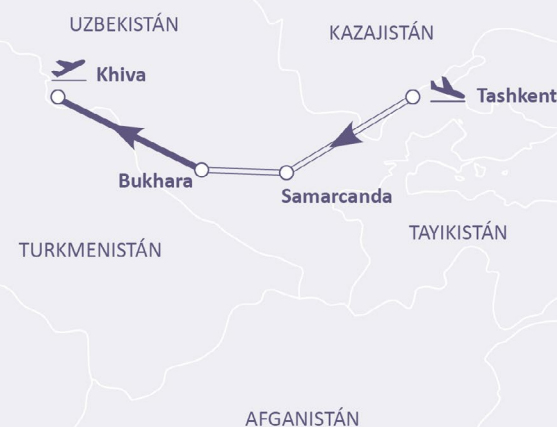 UZBEKISTÁN
KAZAJISTÁN
Khiva
Tashkent
Bukhara
Samarcanda
TAYIKISTÁN
TURKMENISTÁN
AFGANISTÁN